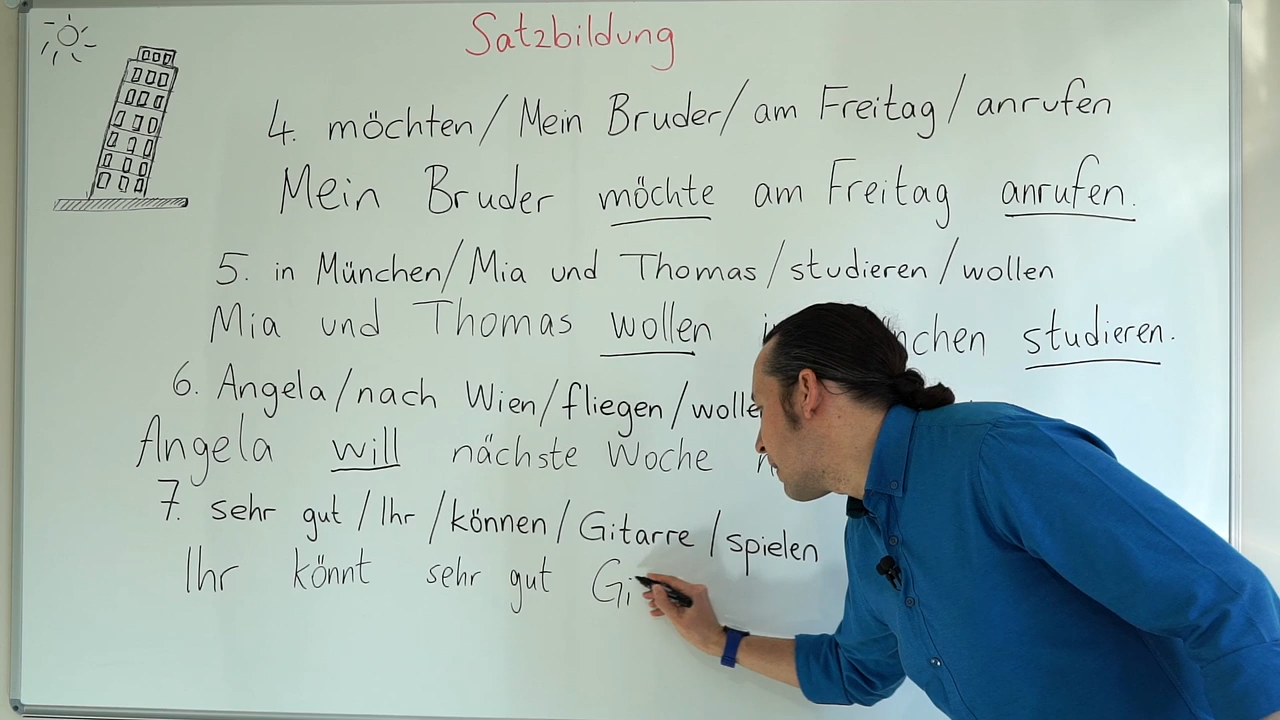 Satzbildung
4. möchten / Mein Bruder / am Freitag / anrufen
Mein Bruder möchte am Freitag anrufen.
5. in München / Mia und Thomas / studieren / wollen
Mia und Thomas wollen studieren.
6. Angela / nach Wien / fliegen /
Angela will nächste Woche
7. sehr gut / Ihr / können / Gitarre / spielen
Ihr könnt sehr gut Gi